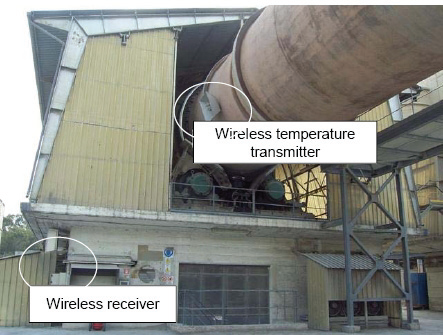 Wireless temperature
transmitter
Wireless receiver